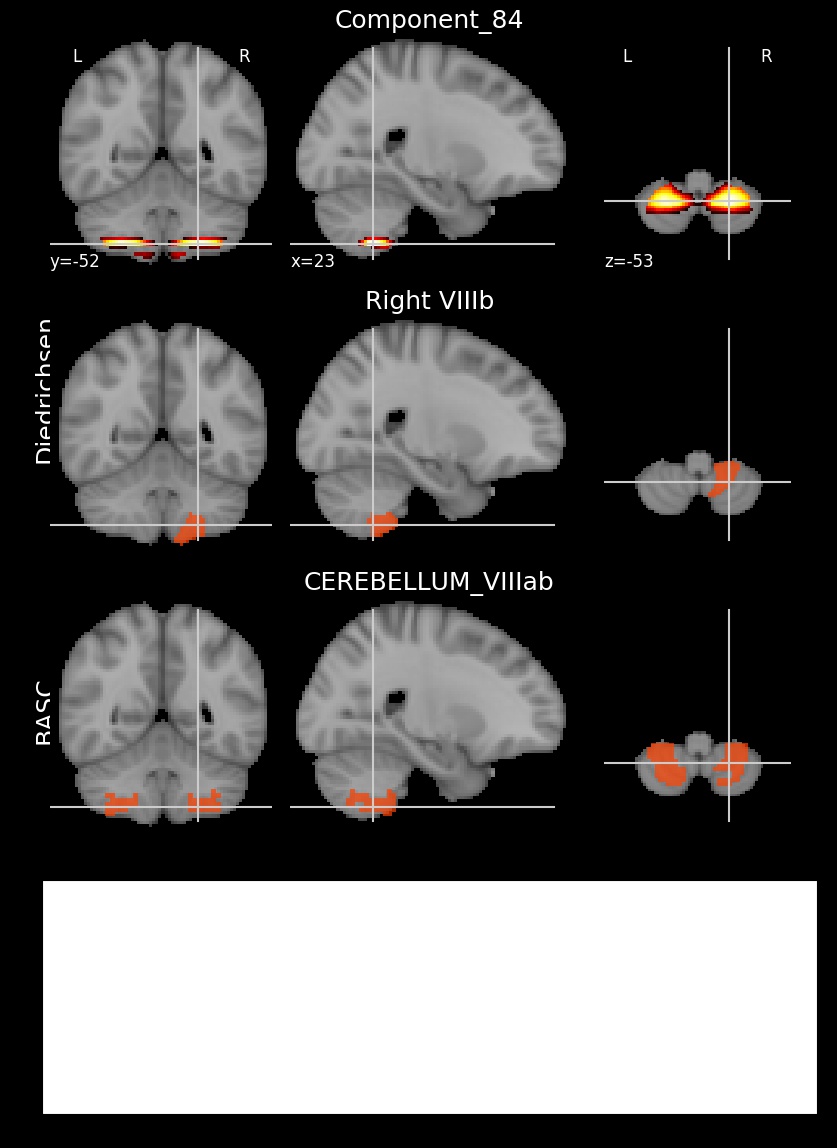 Component_84
L R L R
y=-52 x=23 z=-53
Right VIIIb
Diedrichsen
CEREBELLUM_VIIIab
BASC